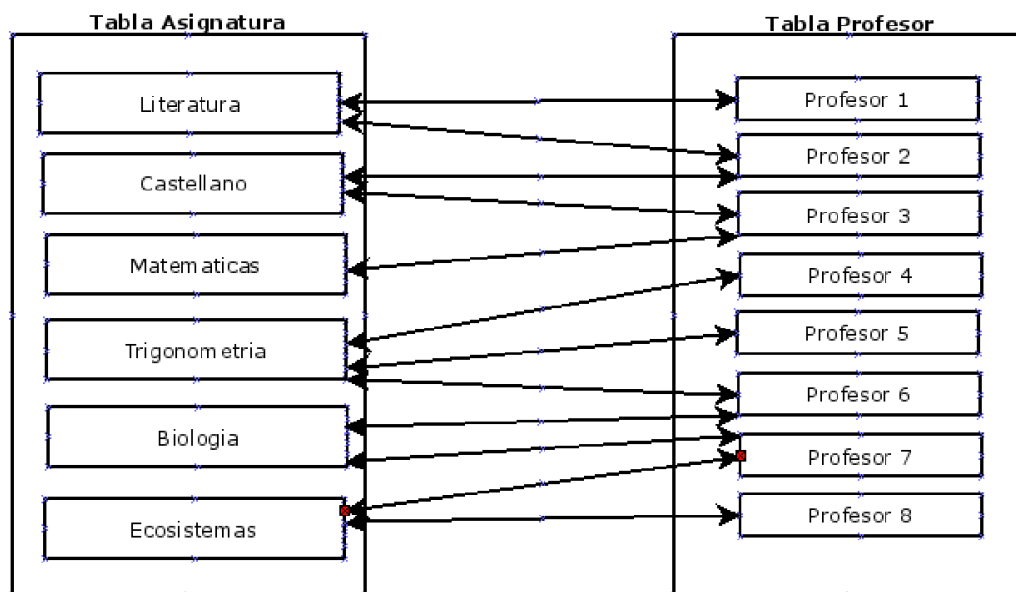 Tabla Asignatura
Tabla Profesor
Literatura
Castellano
Matematicas
Trigonometria
Biologia
Ecosistemas
Profesor 1
Profesor 2
Profesor 3
Profesor 4
Profesor 5
Profesor 6
Profesor 7
Profesor 8